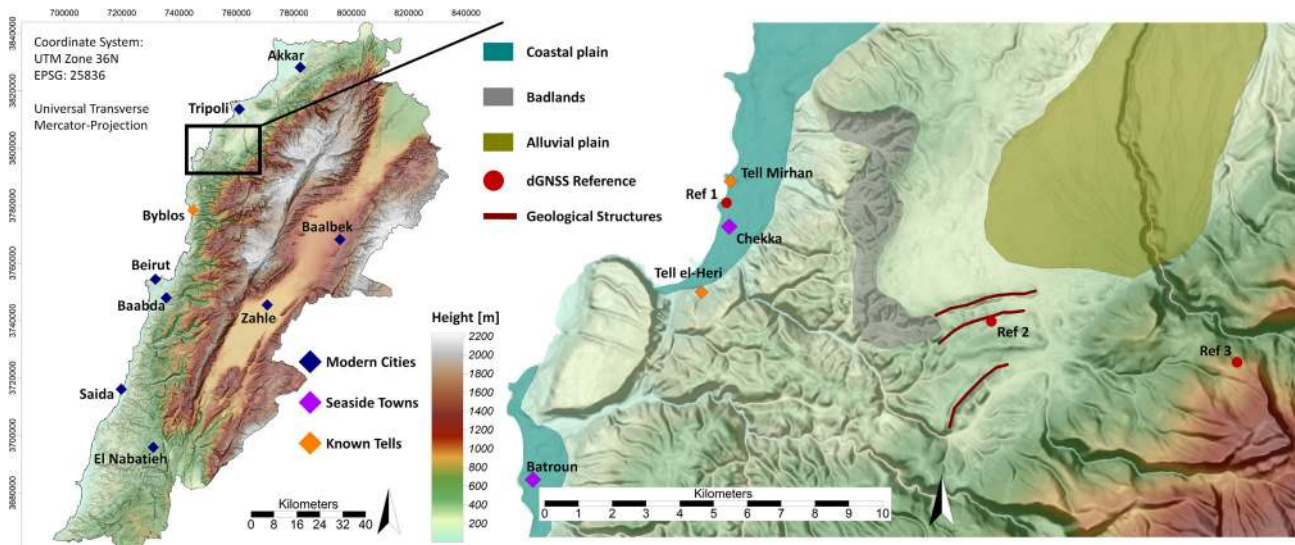 700000 720000 740000 760000 780000 800000 820000 840000
3840000
3820000
3800000
3780000
3760000
3740000
3720000
3700000
3680000
Coordinate System:
UTM Zone 36N
EPSG: 25836
Universal Transverse
Mercator-Projection
Akkar
Tripoli
Byblos
Baalbek
Beirut
Baabda
Zahle
Saida
El Nabatieh
Kilometers
0 8 16 24 32 40
Coastal plain
Badlands
Alluvial plain
dGNSS Reference
Geological Structures
Height [m]
2200
2000
1800
1600
1400
1200
1000
800
600
400
200
Modern Cities
Seaside Towns
Known Tells
Tell Mirhan
Ref 1
Chekka
Tell el-Heri
Ref 2
Ref 3
Batroun
Kilometers
0 1 2 3 4 5 6 7 8 9 10